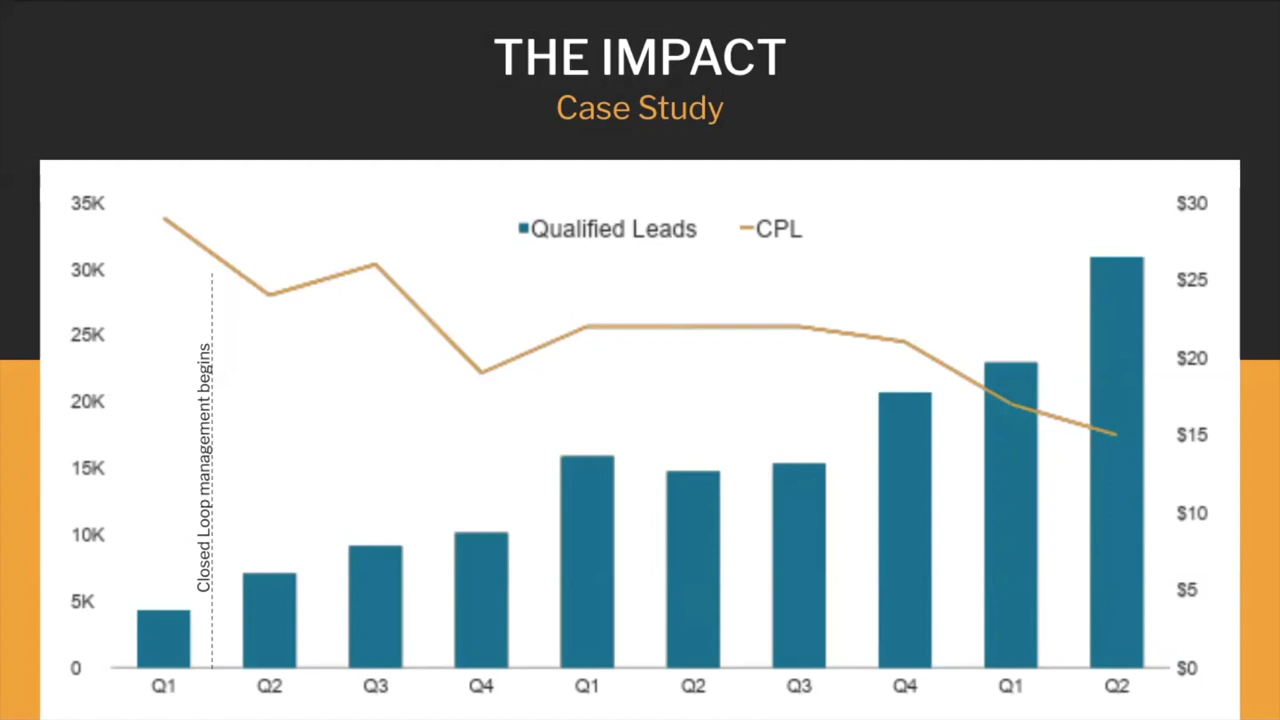 THE IMPACT
Case Study
Qualified Leads
CPL
35K
30K
25K
20K
15K
10K
5K
0
$30
$25
$20
$15
$10
$5
$0
Closed Loop management begins
Q1 Q2 Q3 Q4 Q1 Q2 Q3 Q4 Q1 Q2